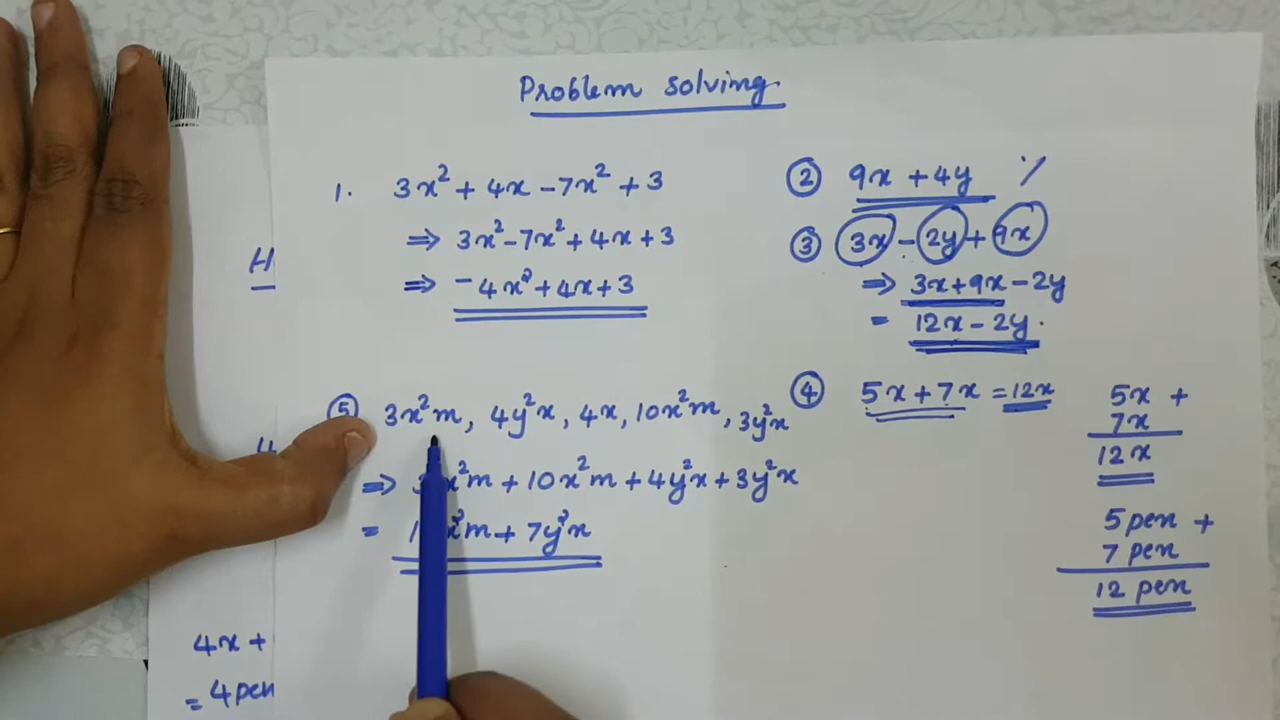 Problem solving
1. 3x² + 4x - 7x² + 3
⇒ 3x² - 7x² + 4x + 3
⇒ -4x² + 4x + 3
② 9x + 4y
③ 3x - 2y + 9x
⇒ 3x + 9x - 2y
= 12x - 2y.
④ 5x + 7x = 12x
5x +
7x
12x
5 pen +
7 pen
12 pen
⑤ 3x²m, 4y²x, 4x, 10x²m, 3y²x
⇒ x²m + 10x²m + 4y²x + 3y²x
= x²m + 7y²x
H
4x +
= 4 pen